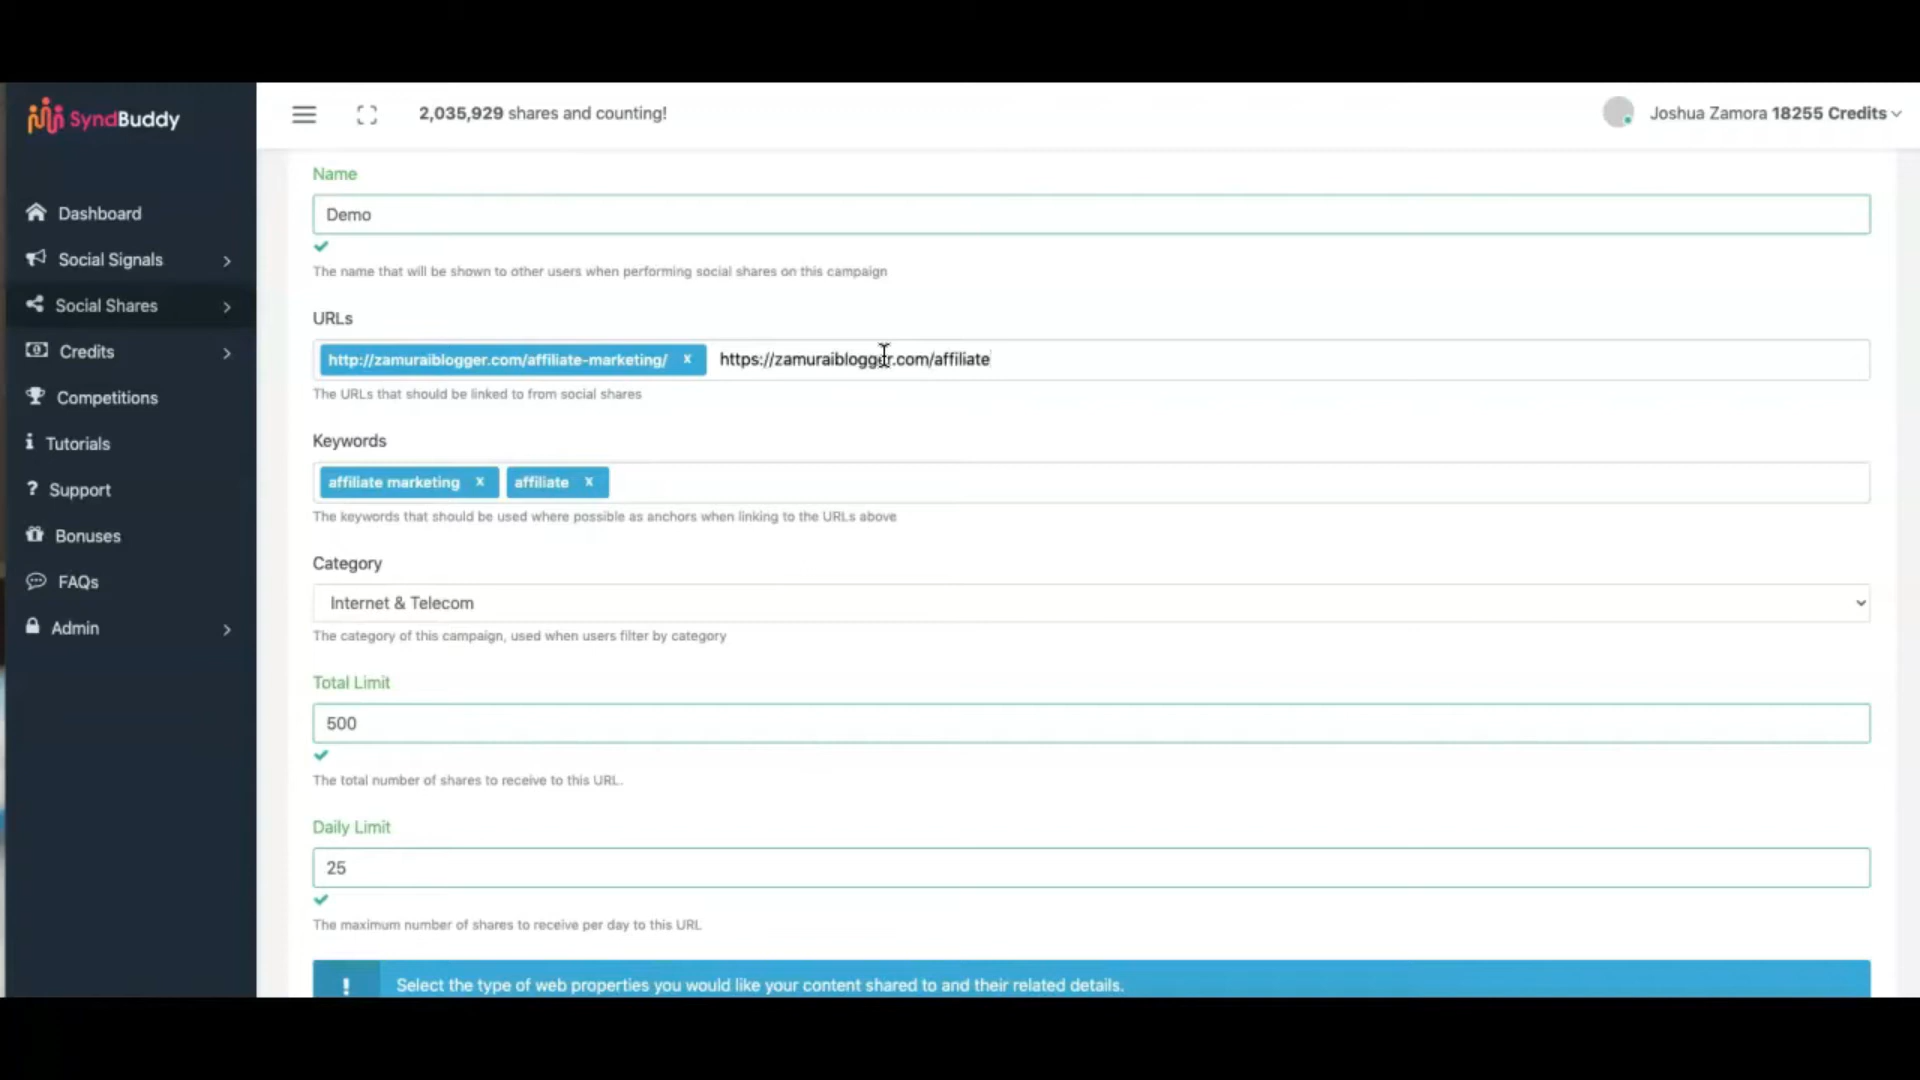 SyndBuddy
2,035,929 shares and counting!
Joshua Zamora 18255 Credits
Dashboard
Social Signals
Social Shares
Credits
Competitions
Tutorials
Support
Bonuses
FAQs
Admin
Name
Demo
The name that will be shown to other users when performing social shares on this campaign
URLs
http://zamuraiblogger.com/affiliate-marketing/ x https://zamuraiblogger.com/affiliate
The URLs that should be linked to from social shares
Keywords
affiliate marketing x affiliate x
The keywords that should be used where possible as anchors when linking to the URLs above
Category
Internet & Telecom
The category of this campaign, used when users filter by category
Total Limit
500
The total number of shares to receive to this URL.
Daily Limit
25
The maximum number of shares to receive per day to this URL
! Select the type of web properties you would like your content shared to and their related details.